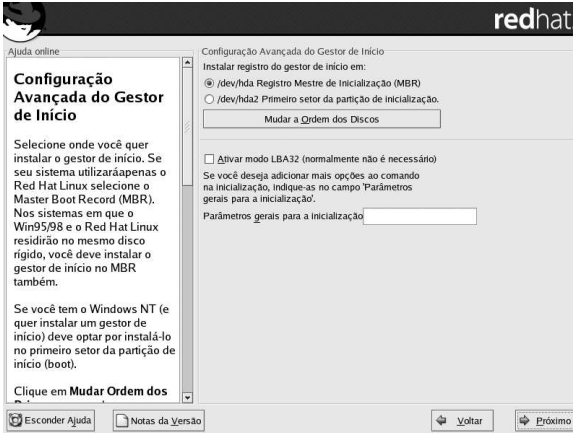 redhat
Ajuda online
Configuração
Avançada do Gestor
de Início
Selecione onde você quer
instalar o gestor de início. Se
seu sistema utilizaráapenas o
Red Hat Linux selecione o
Master Boot Record (MBR).
Nos sistemas em que o
Win95/98 e o Red Hat Linux
residirão no mesmo disco
rígido, você deve instalar o
gestor de início no MBR
também.
Se você tem o Windows NT (e
quer instalar um gestor de
início) deve optar por instalá-lo
no primeiro setor da partição de
início (boot).
Clique em Mudar Ordem dos
Configuração Avançada do Gestor de Início
Instalar registro do gestor de início em:
/dev/hda Registro Mestre de Inicialização (MBR)
/dev/hda2 Primeiro setor da partição de inicialização.
Mudar a Ordem dos Discos
Ativar modo LBA32 (normalmente não é necessário)
Se você deseja adicionar mais opções ao comando
na inicialização, indique-as no campo 'Parâmetros
gerais para a inicialização'.
Parâmetros gerais para a inicialização
Esconder Ajuda
Notas da Versão
Voltar
Próximo